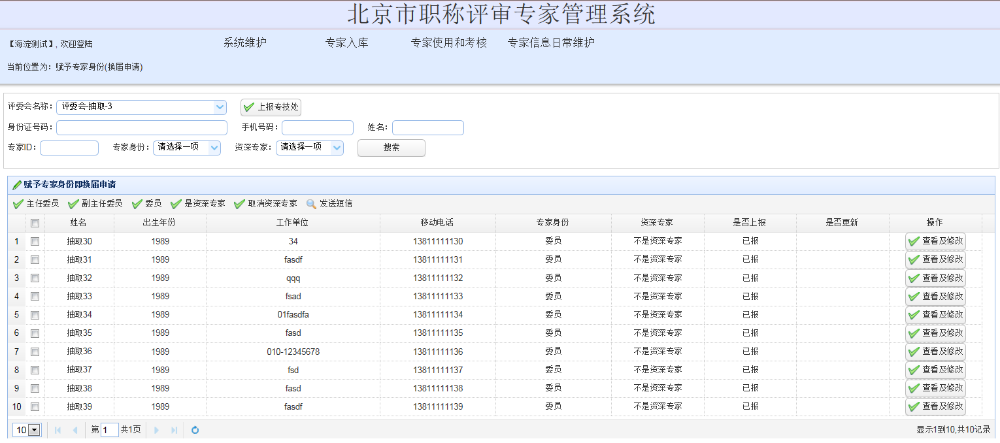 北京市职称评审专家管理系统
【海淀测试】, 欢迎登陆 系统维护 专家入库 专家使用和考核 专家信息日常维护
当前位置为：赋予专家身份(换届申请)
评委会名称： 评委会-抽取-3 上报专技处
身份证号码： 手机号码： 姓名：
专家ID： 专家身份： 请选择一项 资深专家： 请选择一项 搜索
赋予专家身份即换届申请
主任委员 副主任委员 委员 是资深专家 取消资深专家 发送短信
姓名 出生年份 工作单位 移动电话 专家身份 资深专家 是否上报 是否更新 操作
1 抽取30 1989 34 13811111130 委员 不是资深专家 已报 查看及修改
2 抽取31 1989 fasdf 13811111131 委员 不是资深专家 已报 查看及修改
3 抽取32 1989 qqq 13811111132 委员 不是资深专家 已报 查看及修改
4 抽取33 1989 fsad 13811111133 委员 不是资深专家 已报 查看及修改
5 抽取34 1989 01fasdfa 13811111134 委员 不是资深专家 已报 查看及修改
6 抽取35 1989 fasd 13811111135 委员 不是资深专家 已报 查看及修改
7 抽取36 1989 010-12345678 13811111136 委员 不是资深专家 已报 查看及修改
8 抽取37 1989 fsd 13811111137 委员 不是资深专家 已报 查看及修改
9 抽取38 1989 fasd 13811111138 委员 不是资深专家 已报 查看及修改
10 抽取39 1989 fasdf 13811111139 委员 不是资深专家 已报 查看及修改
10 第 1 共1页 显示1到10,共10记录